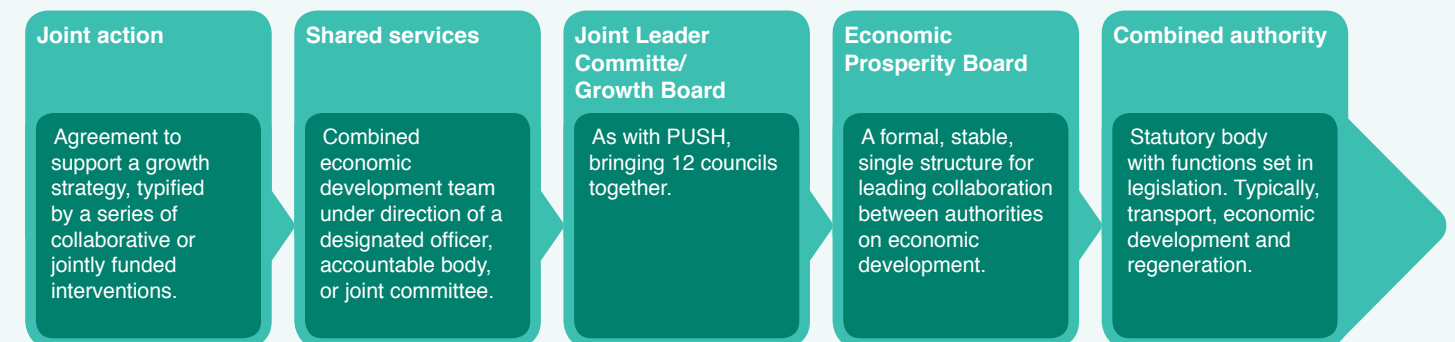 Joint action
Agreement to
support a growth
strategy, typified
by a series of
collaborative or
jointly funded
interventions.
Shared services
Combined
economic
development team
under direction of a
designated officer,
accountable body,
or joint committee.
Joint Leader
Committe/
Growth Board
As with PUSH,
bringing 12 councils
together.
Economic
Prosperity Board
A formal, stable,
single structure for
leading collaboration
between authorities
on economic
development.
Combined authority
Statutory body
with functions set in
legislation. Typically,
transport, economic
development and
regeneration.